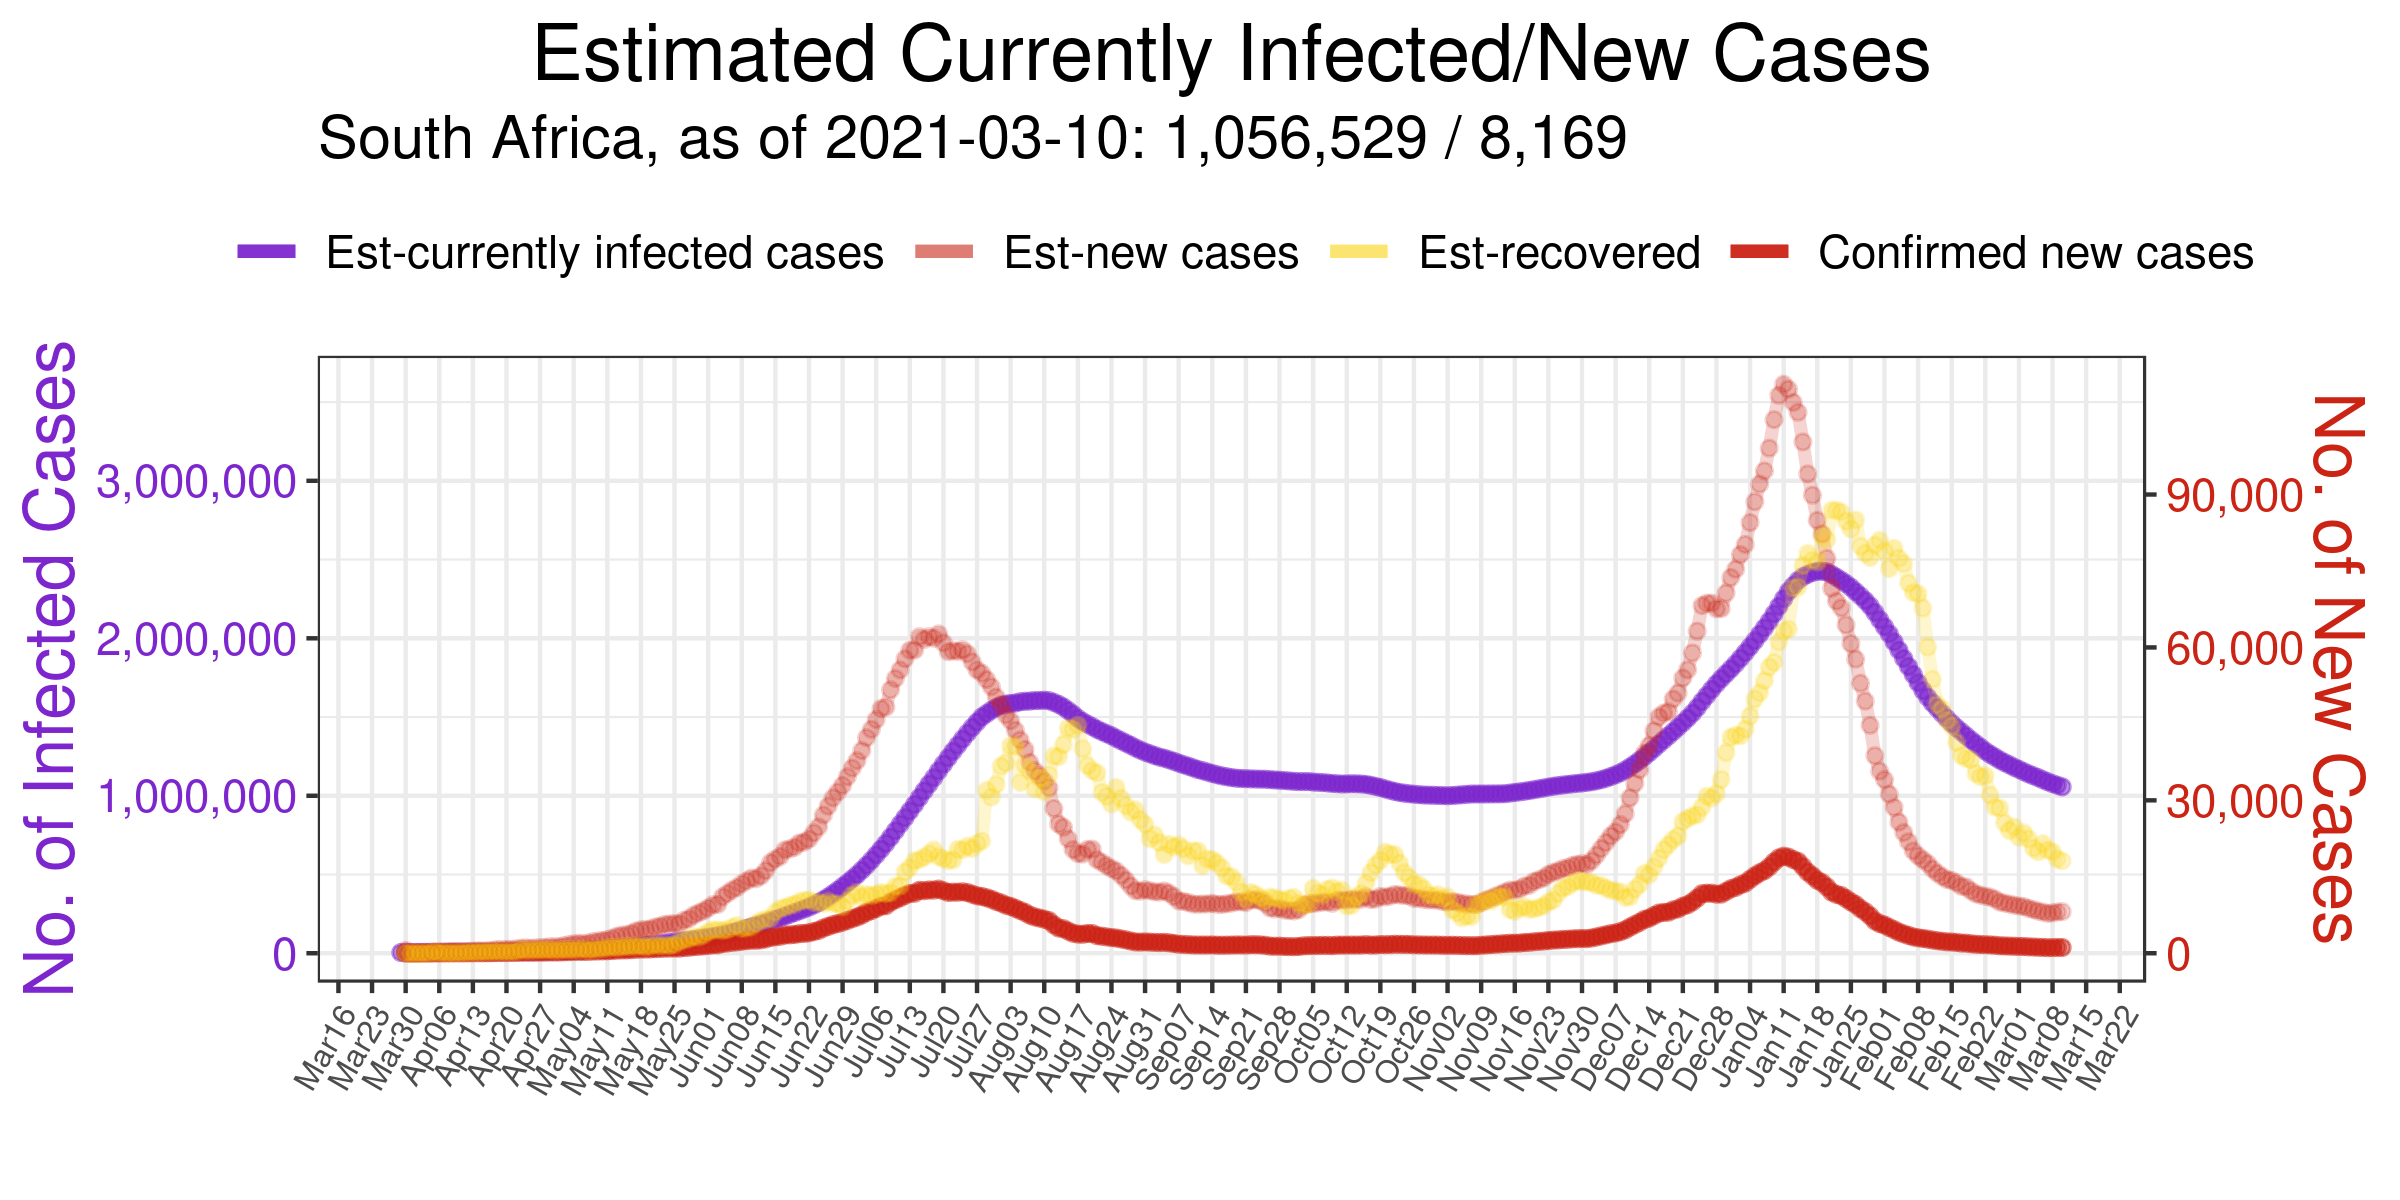 Estimated Currently Infected/New Cases
South Africa, as of 2021-03-10: 1,056,529 / 8,169
Est-currently infected cases Est-new cases Est-recovered Confirmed new cases
No. of Infected Cases
3,000,000
2,000,000
1,000,000
0
90,000
60,000
30,000
0
No. of New Cases
Mar16 Mar23 Mar30 Apr06 Apr13 Apr20 Apr27 May04 May11 May18 May25 Jun01 Jun08 Jun15 Jun22 Jun29 Jul06 Jul13 Jul20 Jul27 Aug03 Aug10 Aug17 Aug24 Aug31 Sep07 Sep14 Sep21 Sep28 Oct05 Oct12 Oct19 Oct26 Nov02 Nov09 Nov16 Nov23 Nov30 Dec07 Dec14 Dec21 Dec28 Jan04 Jan11 Jan18 Jan25 Feb01 Feb08 Feb15 Feb22 Mar01 Mar08 Mar15 Mar22